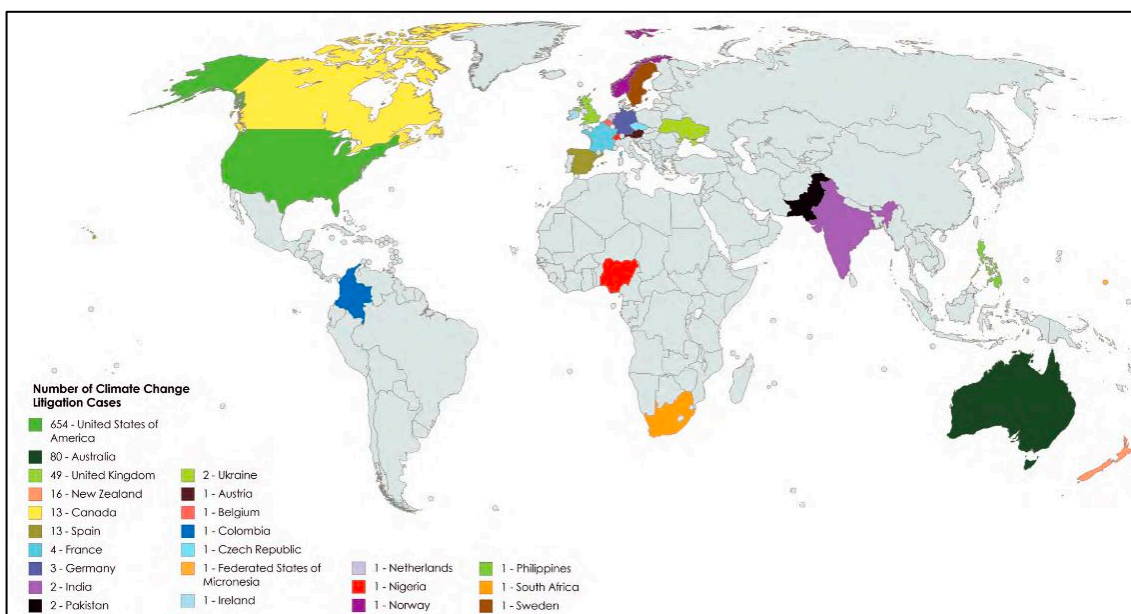 Number of Climate Change
Litigation Cases
654 - United States of
America
80 - Australia
49 - United Kingdom
16 - New Zealand
13 - Canada
13 - Spain
4 - France
3 - Germany
2 - India
2 - Pakistan
2 - Ukraine
1 - Austria
1 - Belgium
1 - Colombia
1 - Czech Republic
1 - Federated States of
Micronesia
1 - Ireland
1 - Netherlands
1 - Nigeria
1 - Norway
1 - Philippines
1 - South Africa
1 - Sweden